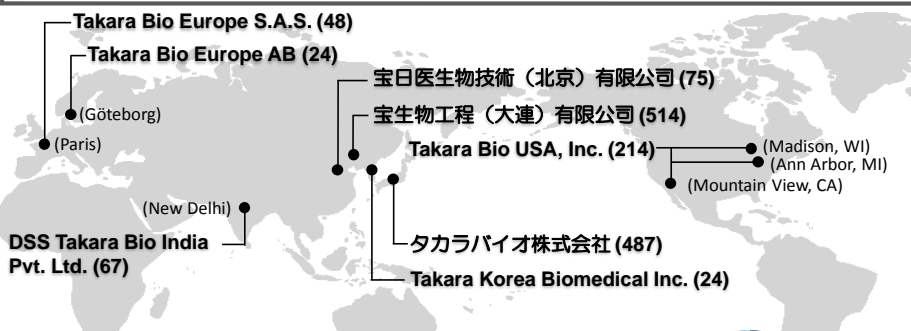 Takara Bio Europe S.A.S. (48)
Takara Bio Europe AB (24)
宝日医生物技術（北京）有限公司 (75)
宝生物工程（大連）有限公司 (514)
Takara Bio USA, Inc. (214)
(Göteborg)
(Paris)
(Madison, WI)
(Ann Arbor, MI)
(Mountain View, CA)
(New Delhi)
DSS Takara Bio India
Pvt. Ltd. (67)
タカラバイオ株式会社 (487)
Takara Korea Biomedical Inc. (24)